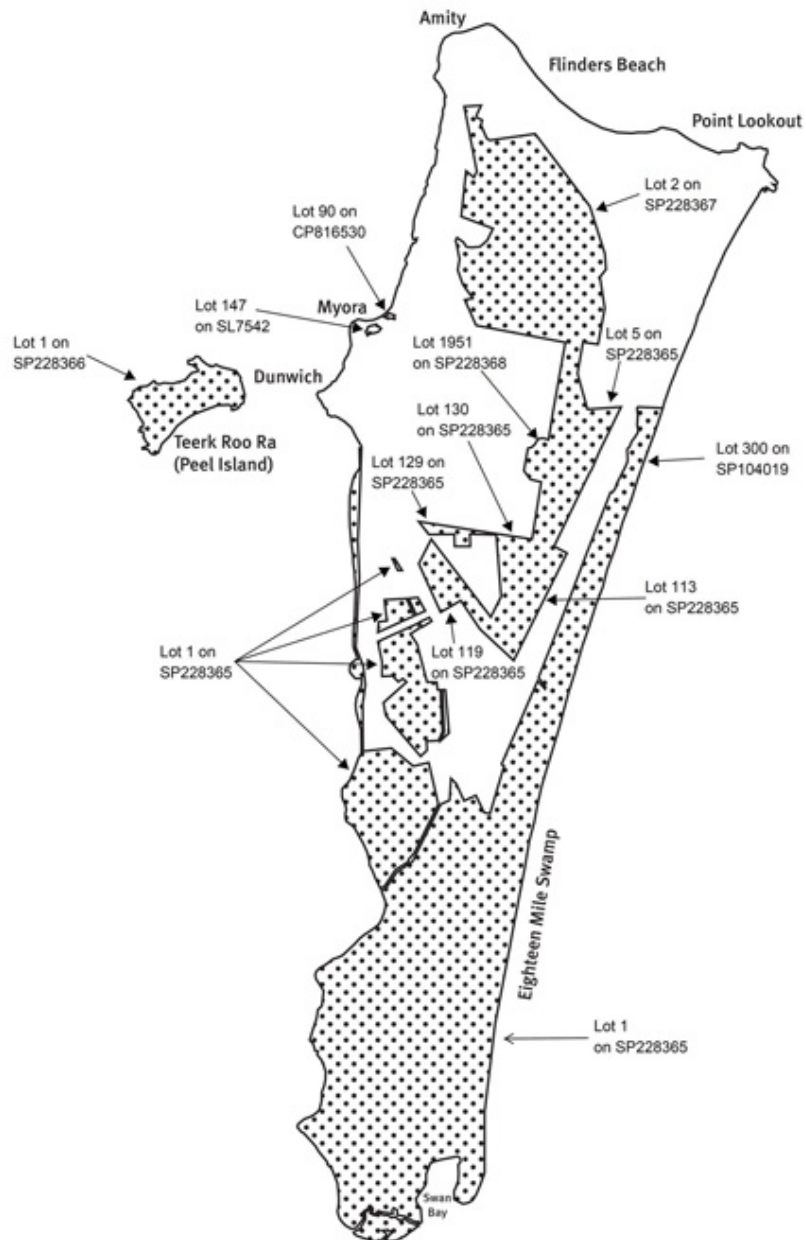 Amity
Flinders Beach
Point Lookout
Lot 2 on
SP228367
Lot 90 on
CP816530
Myora
Lot 147
on SL7542
Lot 1 on
SP228366
Dunwich
Teerk Roo Ra
(Peel Island)
Lot 1951
on SP228368
Lot 5 on
SP228365
Lot 130
on SP228365
Lot 129 on
SP228365
Lot 300 on
SP104019
Lot 113
on SP228365
Lot 119
on SP228365
Lot 1 on
SP228365
Eighteen Mile Swamp
Lot 1
on SP228365
Swan
Bay